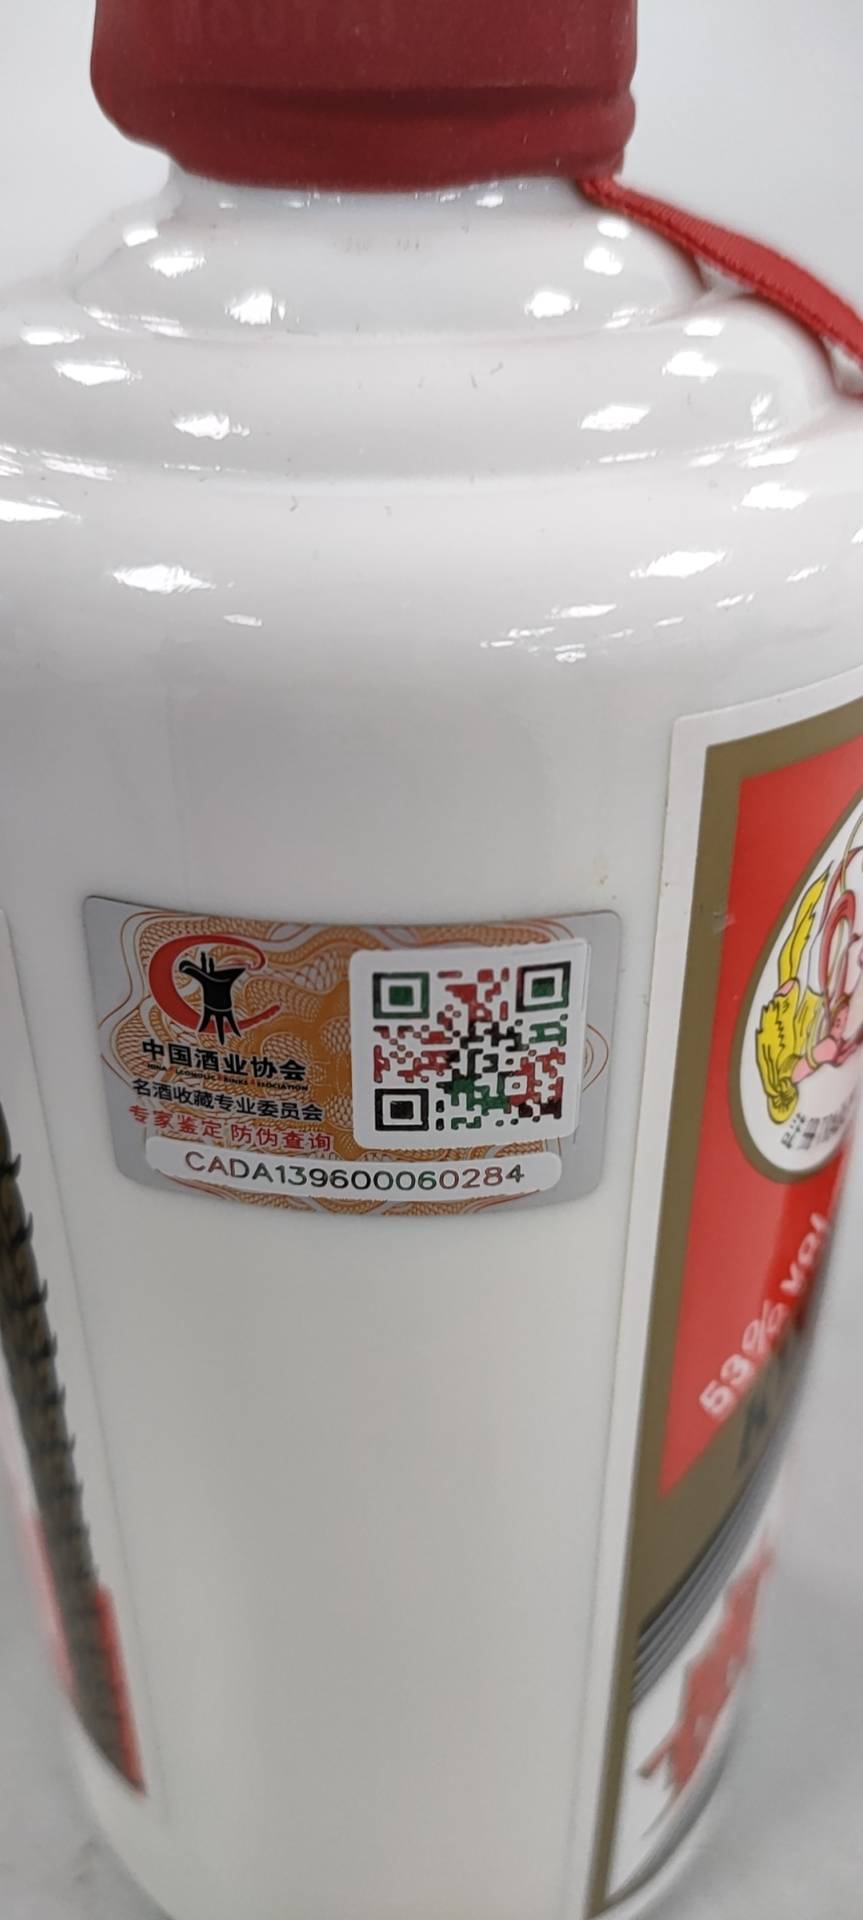 MOUTAI
中国酒业协会
名酒收藏专业委员会
专家鉴定 防伪查询
CADA139600060284
53% VOL